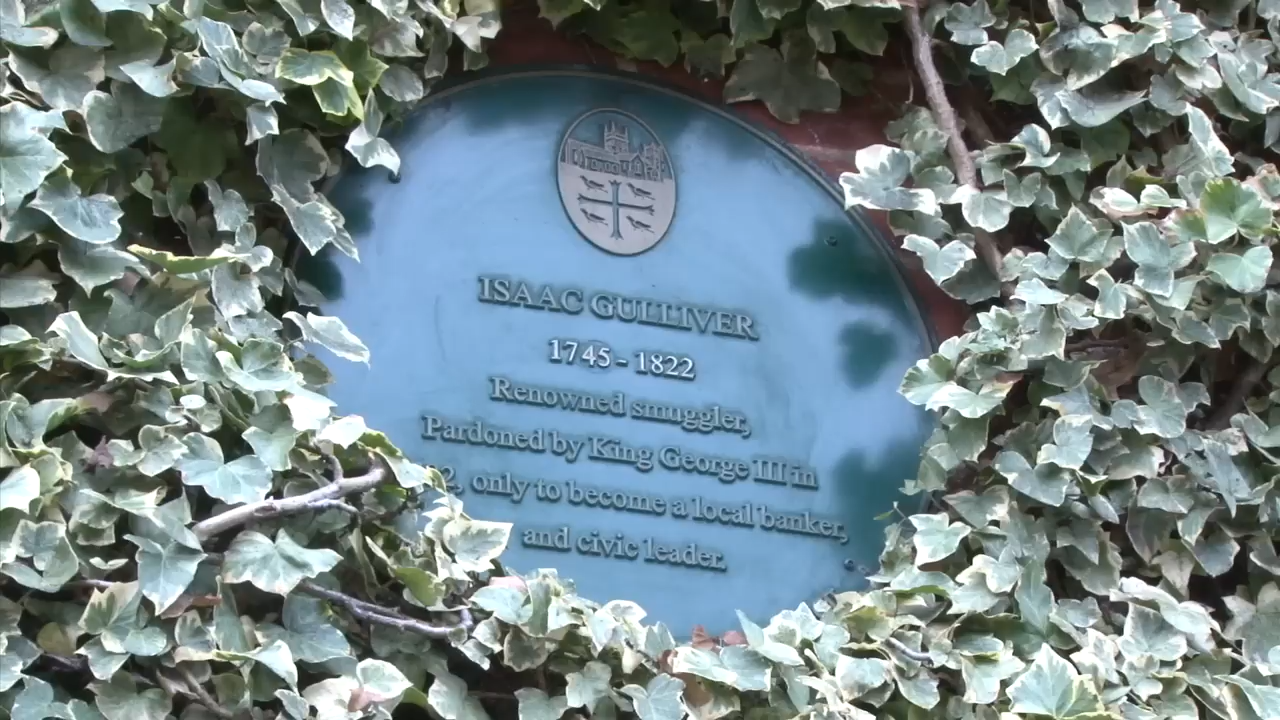 ISAAC GULLIVER
1745 - 1822
Renowned smuggler,
Pardoned by King George III in
2, only to become a local banker,
and civic leader.